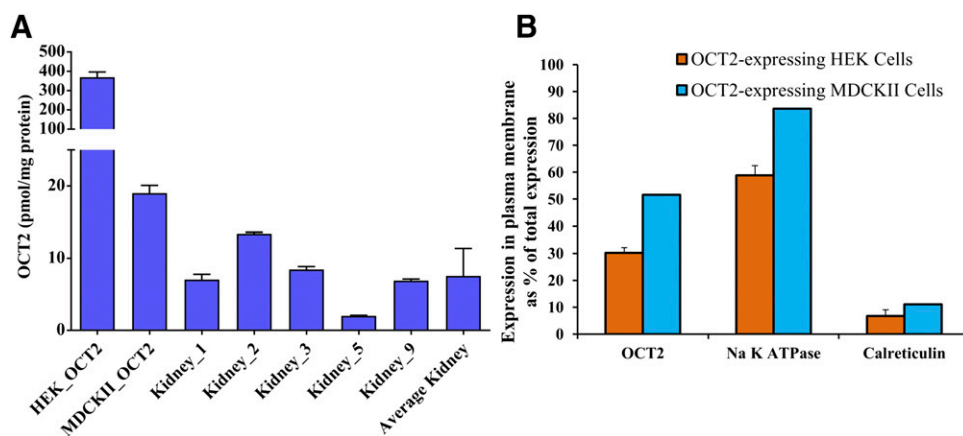 A
OCT2 (pmol/mg protein)
500
400
300
200
100
20
10
0
HEK_OCT2
MDCKII_OCT2
Kidney_1
Kidney_2
Kidney_3
Kidney_5
Kidney_9
Average Kidney
B
Expression in plasma membrane
as % of total expression
100
90
80
70
60
50
40
30
20
10
0
OCT2-expressing HEK Cells
OCT2-expressing MDCKII Cells
OCT2
Na K ATPase
Calreticulin